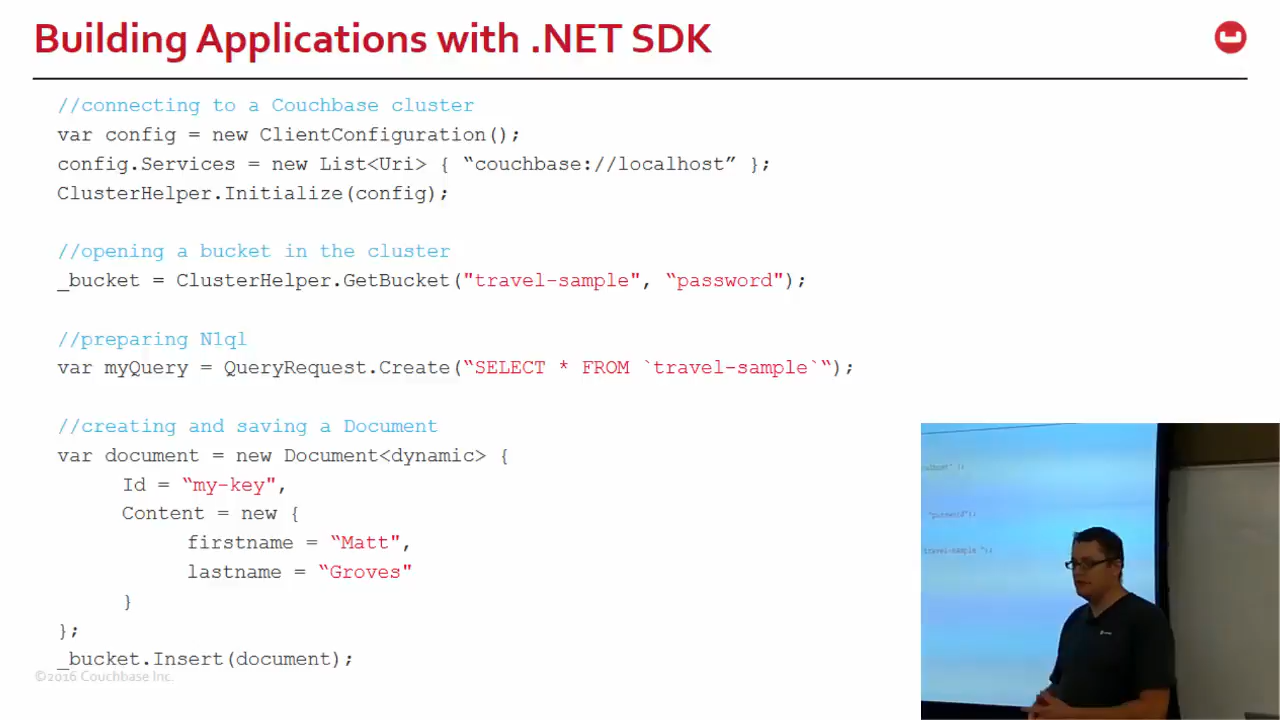 Building Applications with .NET SDK
//connecting to a Couchbase cluster
var config = new ClientConfiguration();
config.Services = new List<Uri> { “couchbase://localhost” };
ClusterHelper.Initialize(config);
//opening a bucket in the cluster
_bucket = ClusterHelper.GetBucket("travel-sample", “password");
//preparing N1ql
var myQuery = QueryRequest.Create(“SELECT * FROM `travel-sample`“);
//creating and saving a Document
var document = new Document<dynamic> {
Id = “my-key",
Content = new {
firstname = “Matt",
lastname = “Groves"
}
};
_bucket.Insert(document);
©2016 Couchbase Inc.
"password");
travel-sample ");